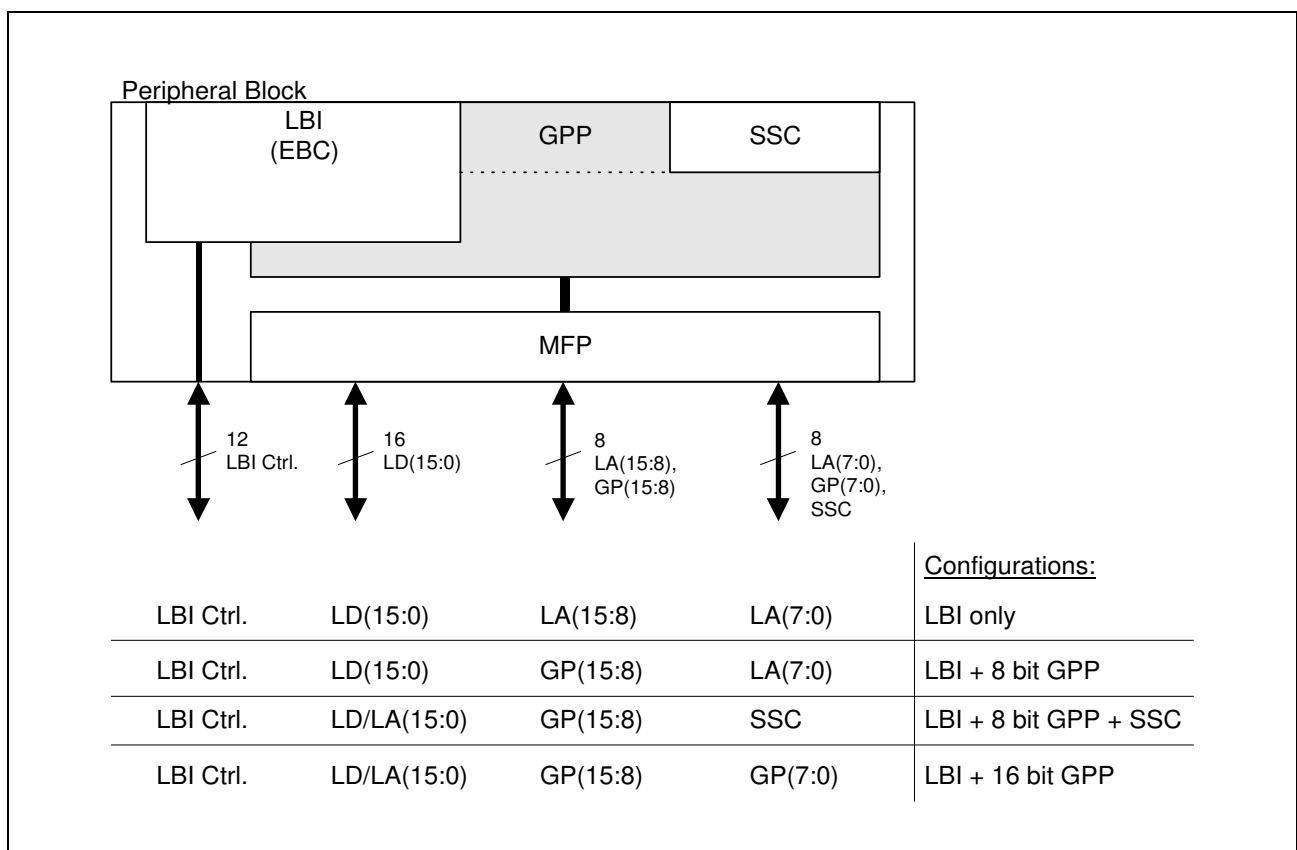 Peripheral Block
LBI
(EBC)
GPP
SSC
MFP
12
LBI Ctrl.
16
LD(15:0)
8
LA(15:8),
GP(15:8)
8
LA(7:0),
GP(7:0),
SSC
Configurations:
LBI Ctrl. LD(15:0) LA(15:8) LA(7:0) LBI only
LBI Ctrl. LD(15:0) GP(15:8) LA(7:0) LBI + 8 bit GPP
LBI Ctrl. LD/LA(15:0) GP(15:8) SSC LBI + 8 bit GPP + SSC
LBI Ctrl. LD/LA(15:0) GP(15:8) GP(7:0) LBI + 16 bit GPP